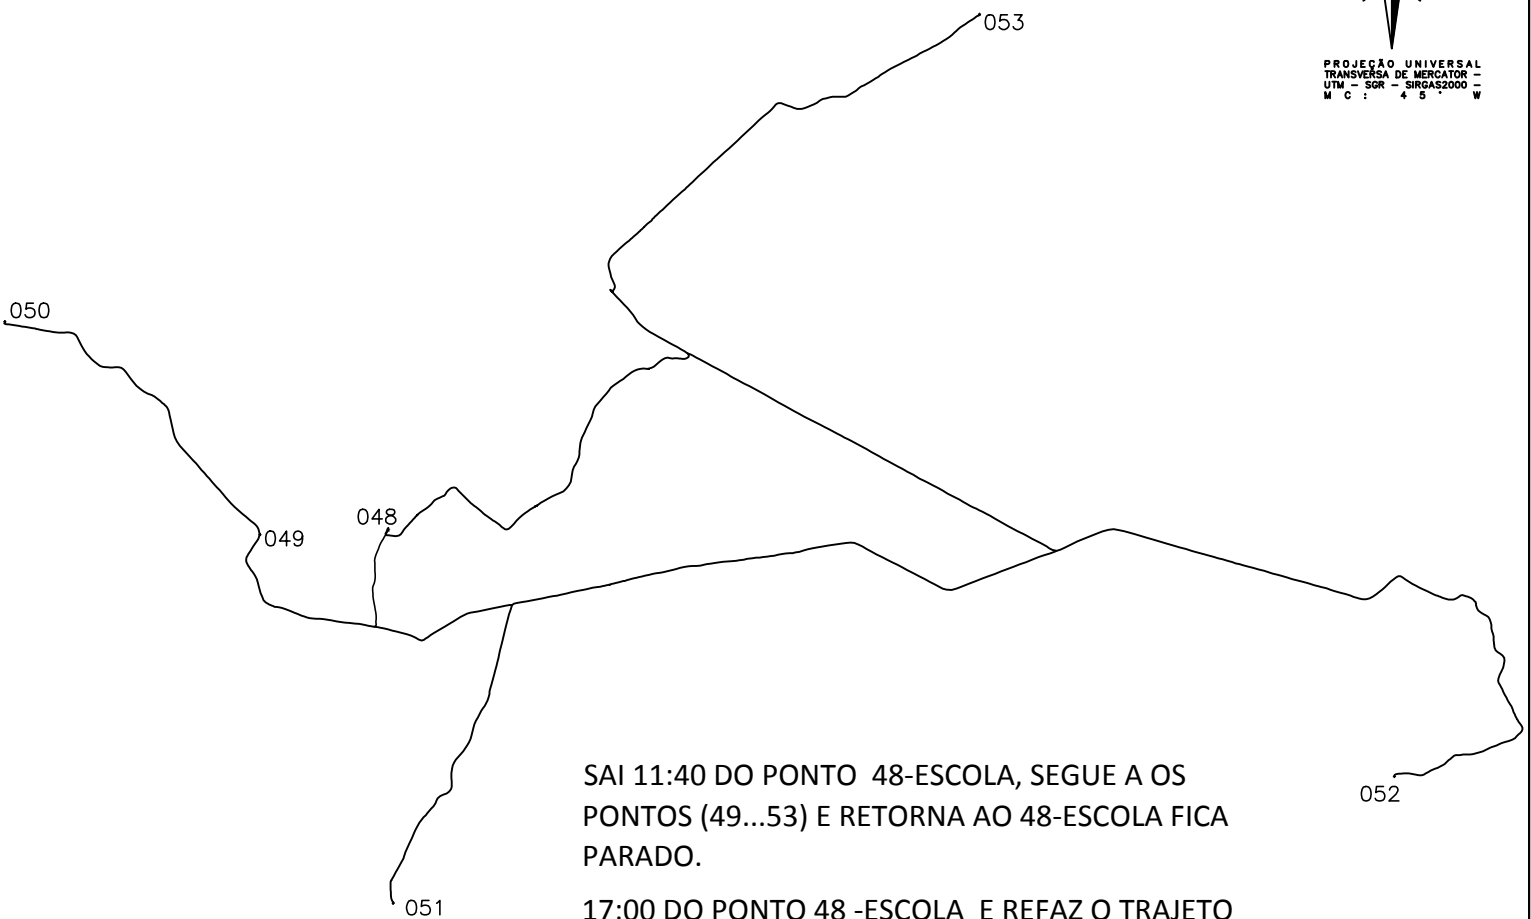 053
PROJEÇÃO UNIVERSAL
TRANSVERSA DE MERCATOR –
UTM – SGR – SIRGAS2000 –
M C : 4 5 ° W
050
048
049
SAI 11:40 DO PONTO 48-ESCOLA, SEGUE A OS
PONTOS (49...53) E RETORNA AO 48-ESCOLA FICA
PARADO.
052
17:00 DO PONTO 48 -ESCOLA E REFAZ O TRAJETO
051